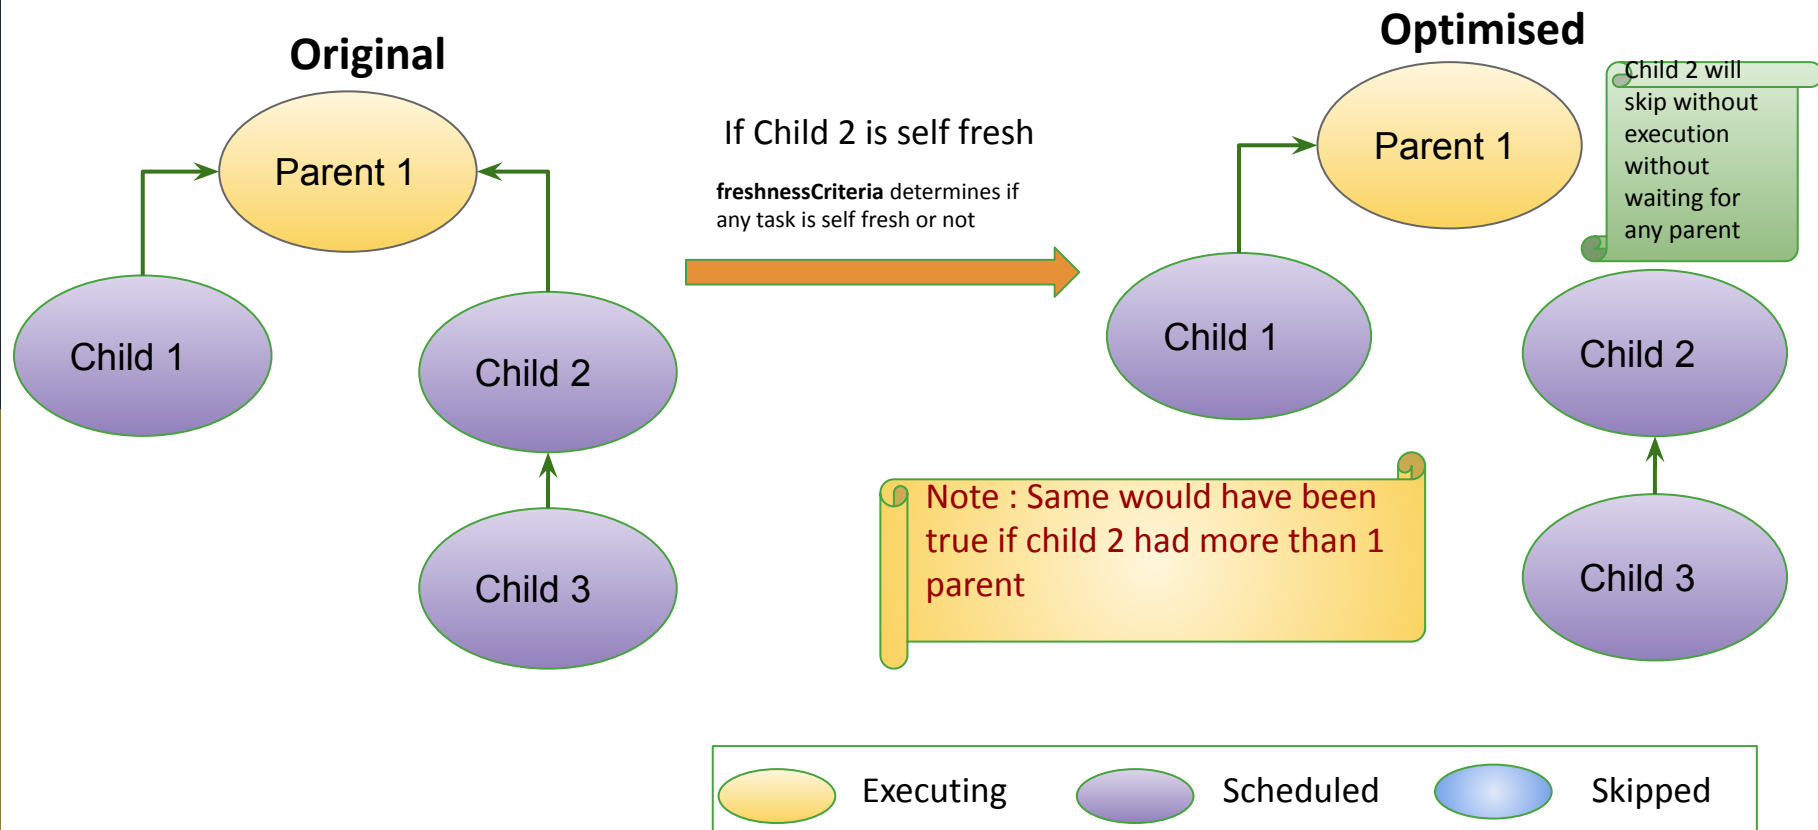 Original
Parent 1
Child 1
Child 2
Child 3
If Child 2 is self fresh
freshnessCriteria determines if
any task is self fresh or not
Optimised
Parent 1
Child 2 will
skip without
execution
without
waiting for
any parent
Child 1
Child 2
Child 3
Note : Same would have been
true if child 2 had more than 1
parent
Executing
Scheduled
Skipped